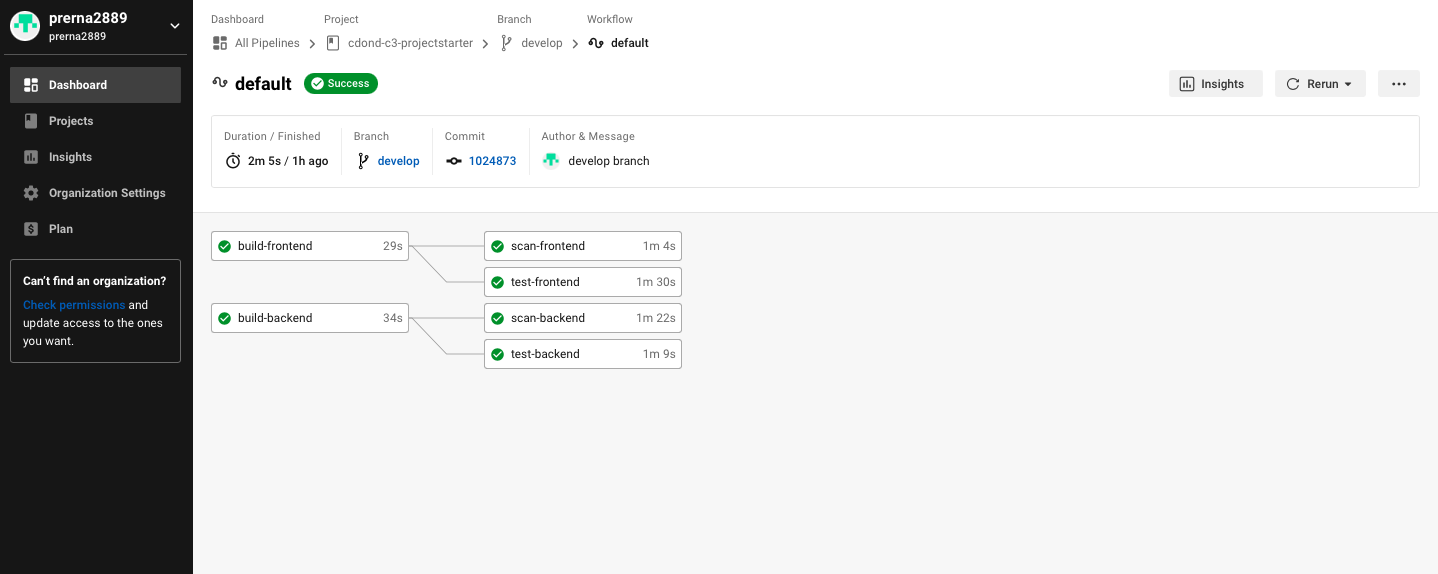 prerna2889
prerna2889
Dashboard
Projects
Insights
Organization Settings
Plan
Can't find an organization?
Check permissions and
update access to the ones
you want.
Dashboard Project Branch Workflow
All Pipelines cdond-c3-projectstarter develop default
default Success Insights Rerun
Duration / Finished Branch Commit Author & Message
2m 5s / 1h ago develop 1024873 develop branch
build-frontend 29s scan-frontend 1m 4s
test-frontend 1m 30s
build-backend 34s scan-backend 1m 22s
test-backend 1m 9s